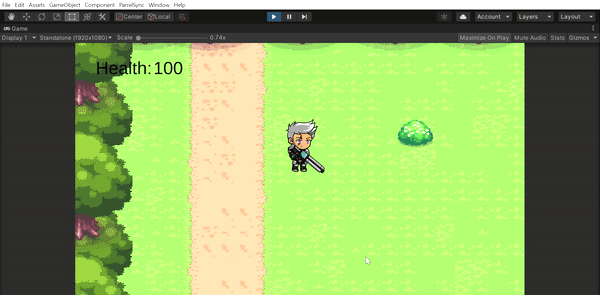 File Edit Assets GameObject Component ParrelSync Window Help
Center Local Account Layers Layout
Game
Display 1 Standalone (1920x1080) Scale 0.74x Maximize On Play Mute Audio Stats Gizmos
Health: 100